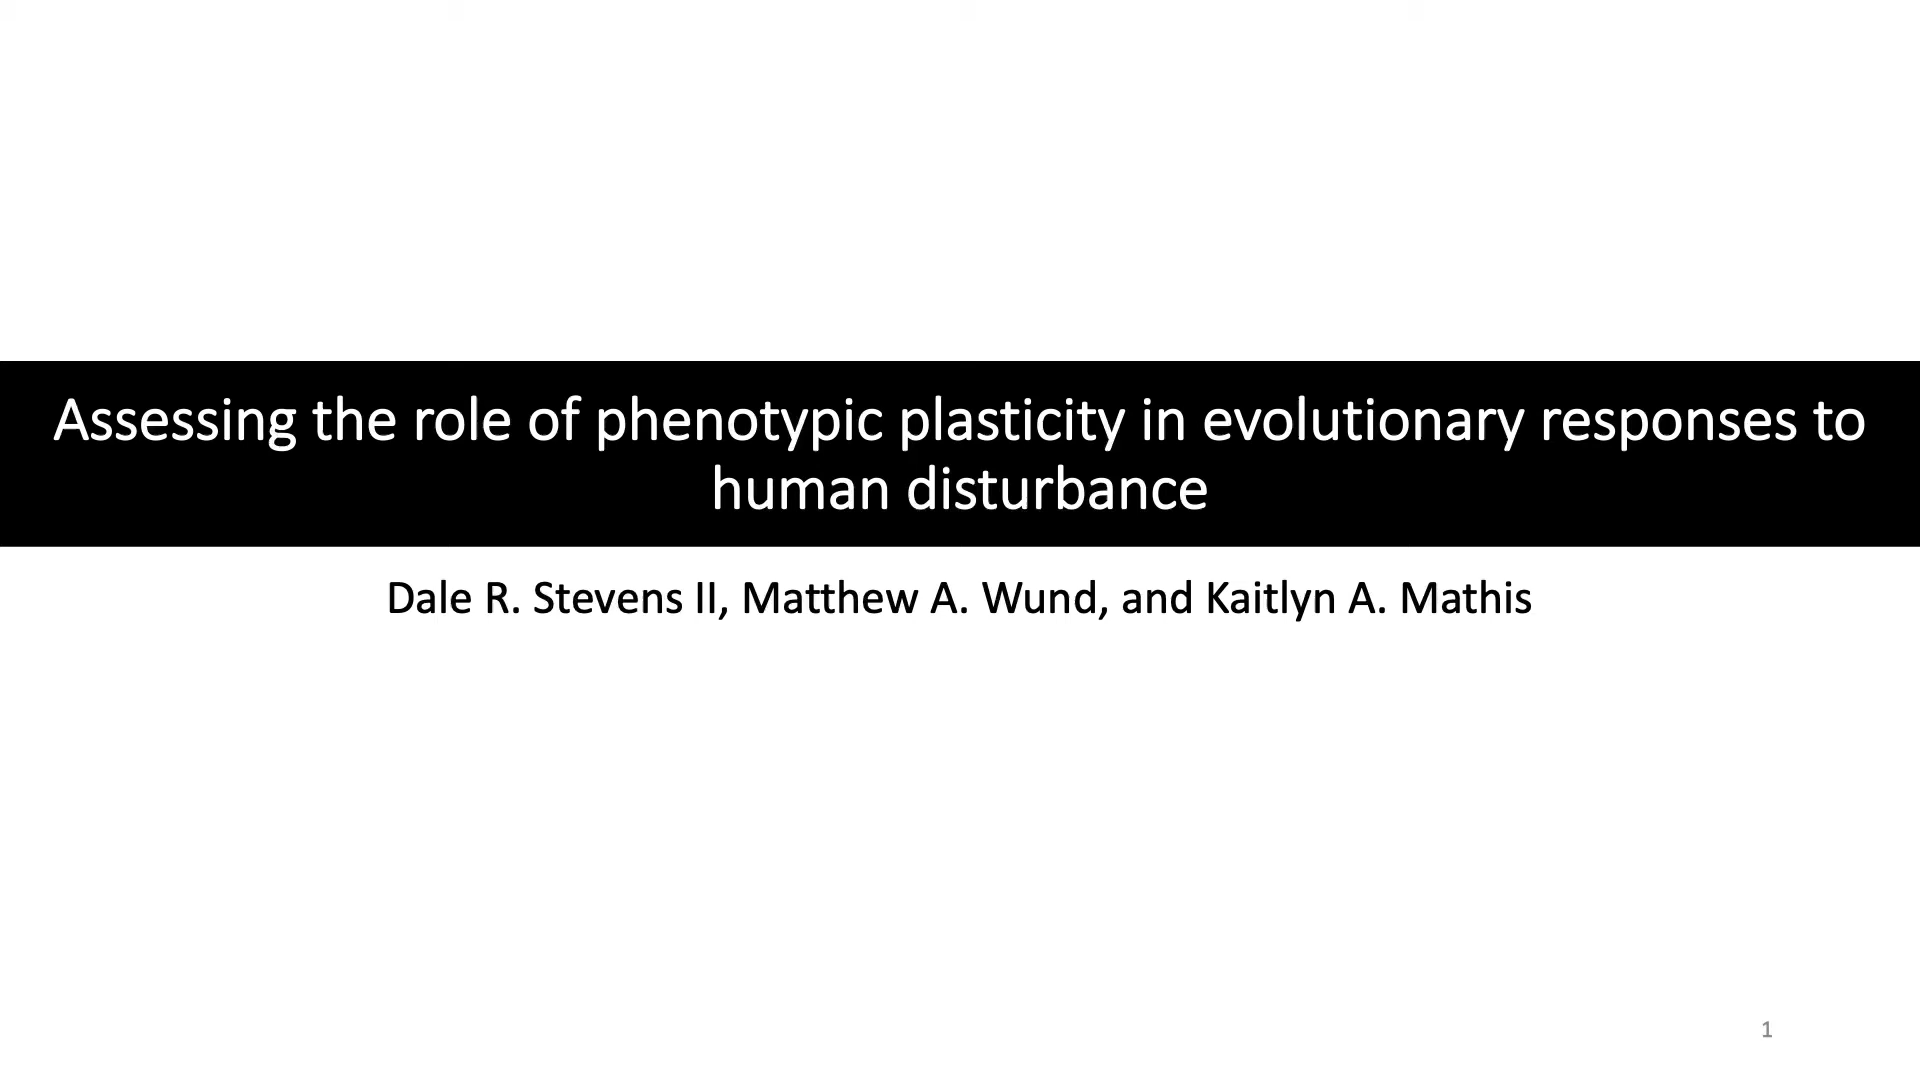 Assessing the role of phenotypic plasticity in evolutionary responses to
human disturbance
Dale R. Stevens II, Matthew A. Wund, and Kaitlyn A. Mathis
1